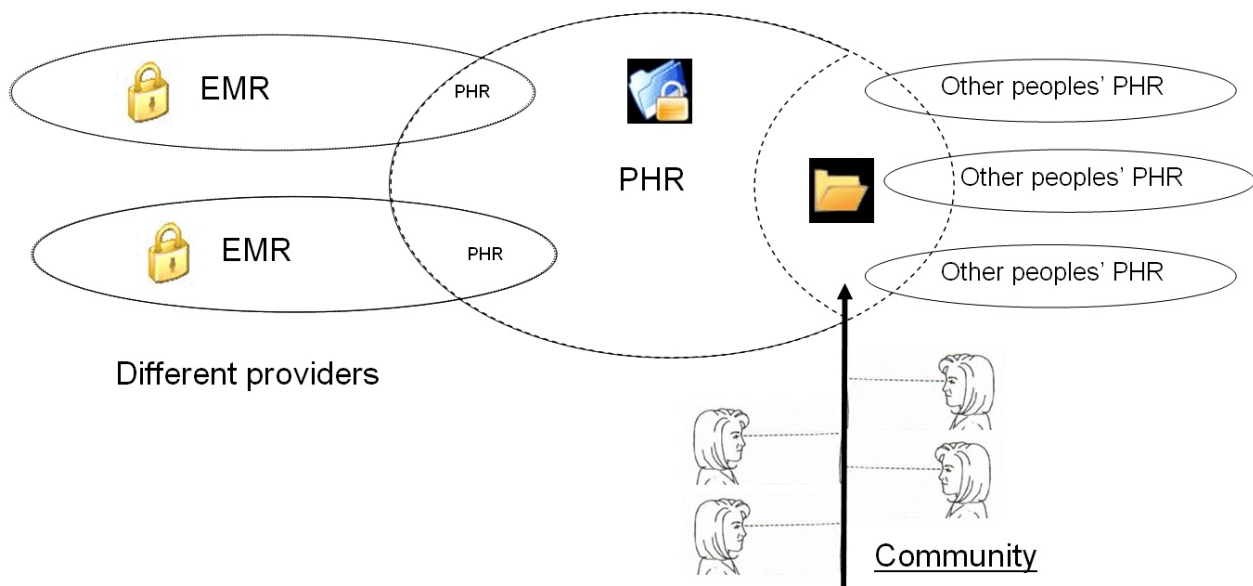 EMR
PHR
PHR
Other peoples’ PHR
Other peoples’ PHR
EMR
PHR
Other peoples’ PHR
Different providers
Community